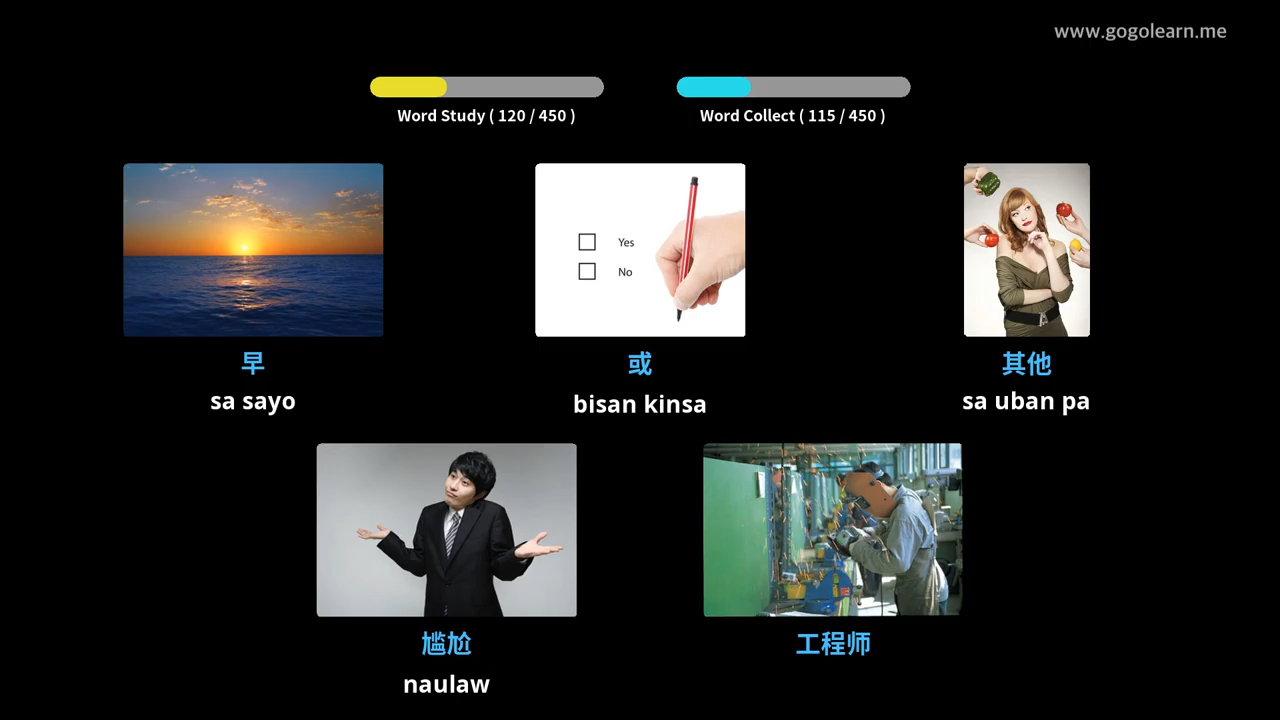 www.gogolearn.me
Word Study ( 120 / 450 )
Word Collect ( 115 / 450 )
Yes
No
早
或
其他
sa sayo
bisan kinsa
sa uban pa
尴尬
工程师
naulaw